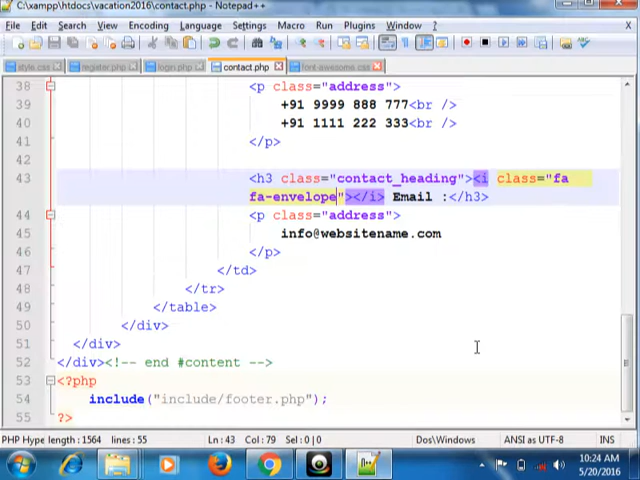 C:\xampp\htdocs\vacation2016\contact.php - Notepad++
File Edit Search View Encoding Language Settings Macro Run Plugins Window ? X
style.css register.php login.php contact.php font-awesome.css
38 <p class="address">
39 +91 9999 888 777<br />
40 +91 1111 222 333<br />
41 </p>
42
43 <h3 class="contact_heading"><i class="fa
fa-envelope"></i> Email :</h3>
44 <p class="address">
45 info@websitename.com
46 </p>
47 </td>
48 </tr>
49 </table>
50 </div>
51 </div>
52 </div><!-- end #content -->
53 <?php
54 include("include/footer.php");
55 ?>
PHP Hype length : 1564 lines : 55 Ln : 43 Col : 79 Sel : 0 | 0 Dos\Windows ANSI as UTF-8 INS
10:24 AM
5/20/2016